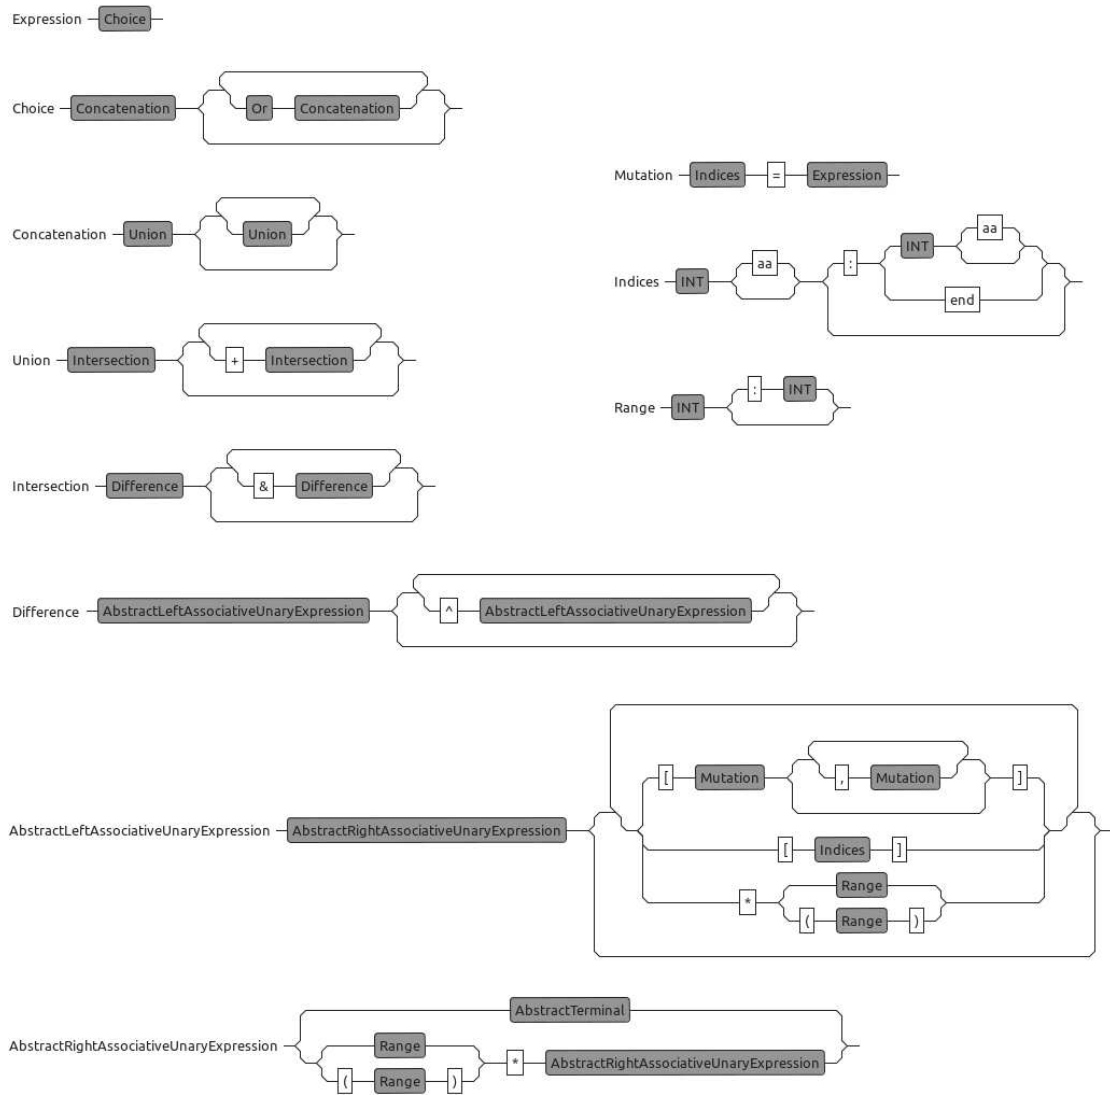 Expression Choice
Choice Concatenation Or Concatenation
Concatenation Union Union
Union Intersection + Intersection
Intersection Difference & Difference
Mutation Indices = Expression
Indices INT aa : INT aa end
Range INT : INT
Difference AbstractLeftAssociativeUnaryExpression ^ AbstractLeftAssociativeUnaryExpression
AbstractLeftAssociativeUnaryExpression AbstractRightAssociativeUnaryExpression
[ Mutation , Mutation ]
[ Indices ]
* Range
( Range )
AbstractRightAssociativeUnaryExpression
AbstractTerminal
Range * AbstractRightAssociativeUnaryExpression
( Range )